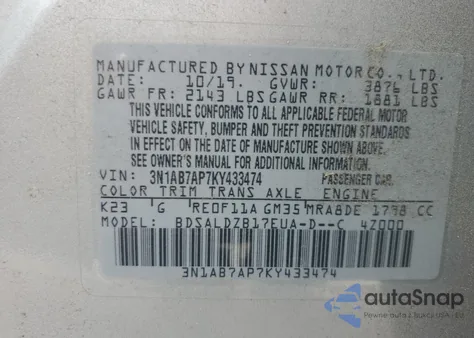 MANUFACTURED BY NISSAN MOTOR CO., LTD.
DATE: 10/19. GVWR: 3876 LBS
GAWR FR: 2143 LBS GAWR RR: 1881 LBS
THIS VEHICLE CONFORMS TO ALL APPLICABLE FEDERAL MOTOR
VEHICLE SAFETY, BUMPER AND THEFT PREVENTION STANDARDS
IN EFFECT ON THE DATE OF MANUFACTURE SHOWN ABOVE.
SEE OWNER'S MANUAL FOR ADDITIONAL INFORMATION
VIN: 3N1AB7AP7KY433474 PASSENGER CAR
COLOR TRIM TRANS AXLE ENGINE
K23 G RE0F11A GM35 MRA8DE 1798 CC
MODEL: BDSALDZB17EUA-D--C 4Z000
3N1AB7AP7KY433474
autoSnap